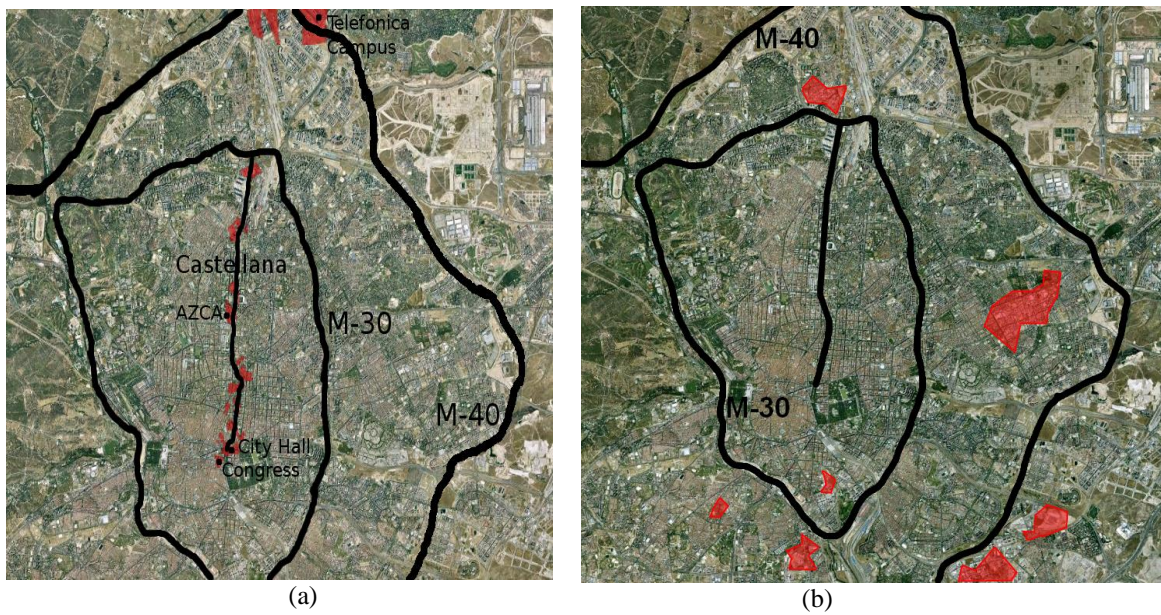 Telefonica
Campus
Castellana
AZCA
M-30
M-40
City Hall
Congress
(a)
M-40
M-30
(b)